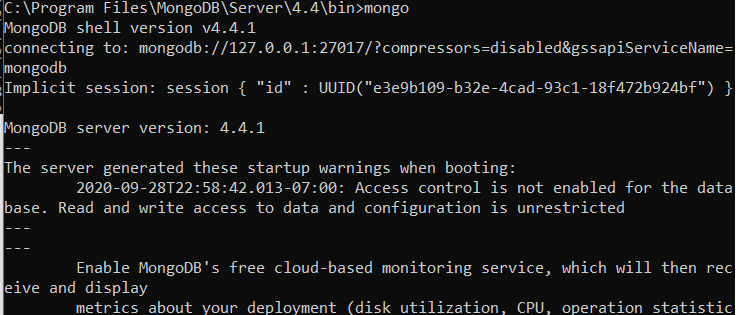 C:\Program Files\MongoDB\Server\4.4\bin>mongo
MongoDB shell version v4.4.1
connecting to: mongodb://127.0.0.1:27017/?compressors=disabled&gssapiServiceName=
mongodb
Implicit session: session { "id" : UUID("e3e9b109-b32e-4cad-93c1-18f472b924bf") }
MongoDB server version: 4.4.1
---
The server generated these startup warnings when booting:
        2020-09-28T22:58:42.013-07:00: Access control is not enabled for the data
base. Read and write access to data and configuration is unrestricted
---
---
        Enable MongoDB's free cloud-based monitoring service, which will then rec
eive and display
        metrics about your deployment (disk utilization, CPU, operation statistic